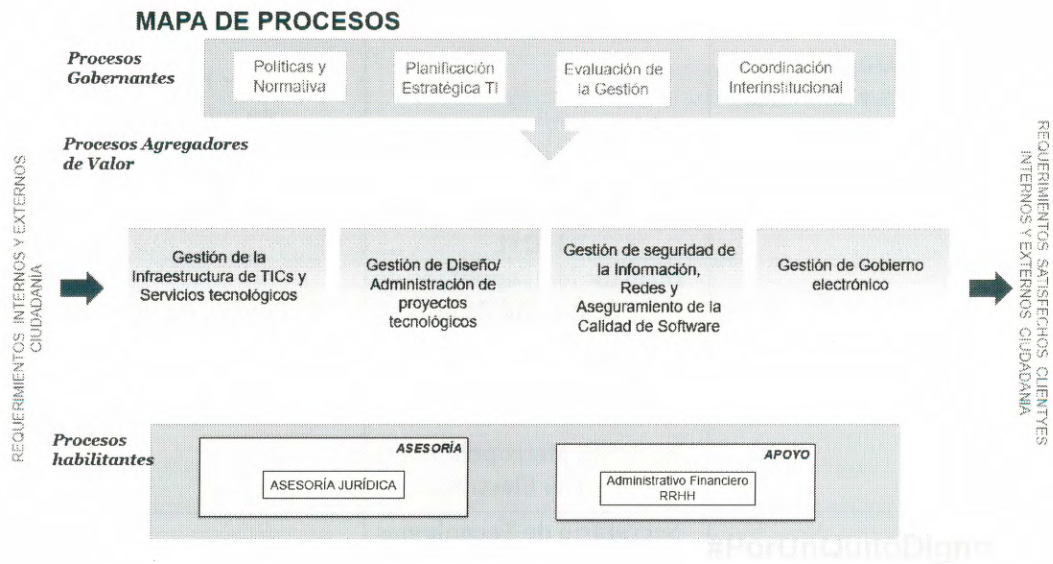 MAPA DE PROCESOS
Procesos
Gobernantes
Políticas y
Normativa
Planificación
Estratégica TI
Evaluación de
la Gestión
Coordinación
Interinstitucional
Procesos Agregadores
de Valor
REQUERIMIENTOS INTERNOS Y EXTERNOS
CIUDADANÍA
Gestión de la
Infraestructura de TICs y
Servicios tecnológicos
Gestión de Diseño/
Administración de
proyectos
tecnológicos
Gestión de seguridad de
la Información,
Redes y
Aseguramiento de la
Calidad de Software
Gestión de Gobierno
electrónico
REQUERIMIENTOS SATISFECHOS CLIENTYES
INTERNOS Y EXTERNOS CIUDADANIA
Procesos
habilitantes
ASESORÍA
ASESORÍA JURÍDICA
APOYO
Administrativo Financiero
RRHH
#PorUnQuitoDigno